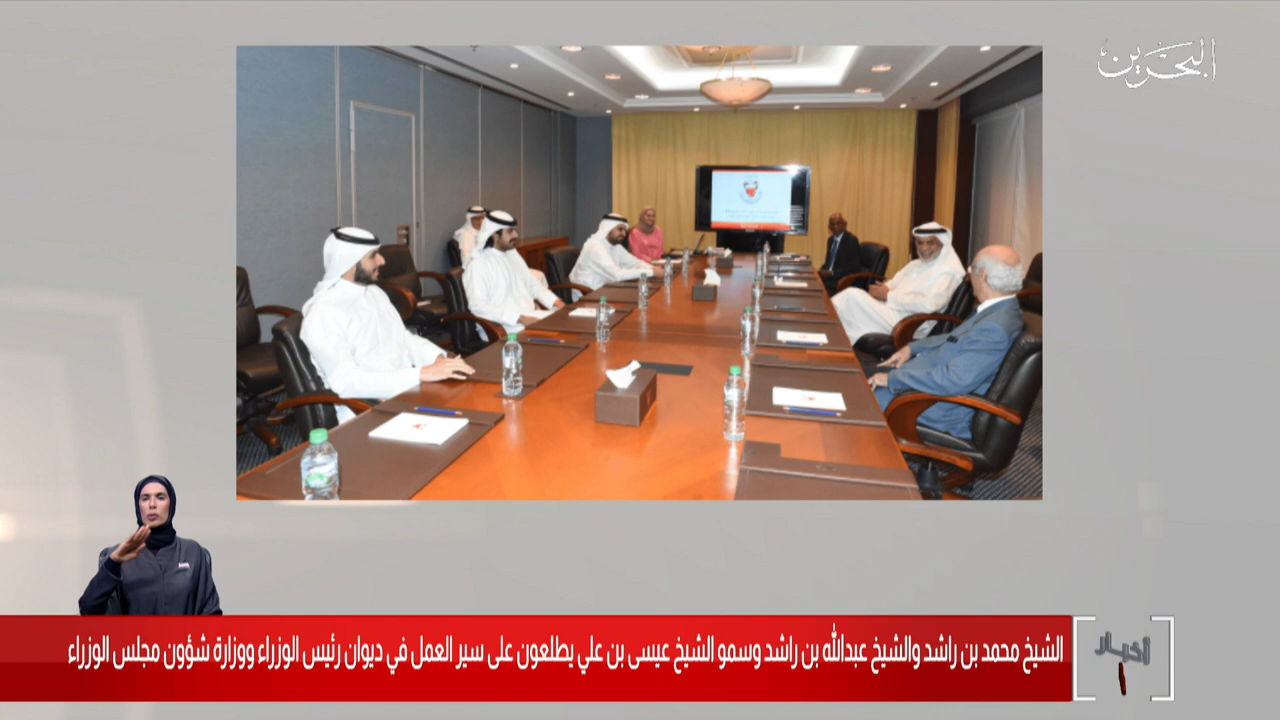 البحرين
الشيخ محمد بن راشد والشيخ عبدالله بن راشد وسمو الشيخ عيسى بن علي يطلعون على سير العمل في ديوان رئيس الوزراء ووزارة شؤون مجلس الوزراء
أخبار